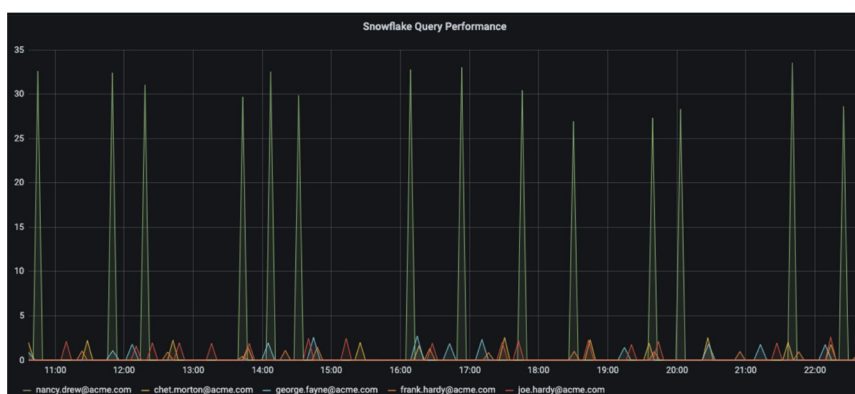 Snowflake Query Performance
35
30
25
20
15
10
5
0
11:00 12:00 13:00 14:00 15:00 16:00 17:00 18:00 19:00 20:00 21:00 22:00
nancy.drew@acme.com chet.morton@acme.com george.fayne@acme.com frank.hardy@acme.com joe.hardy@acme.com